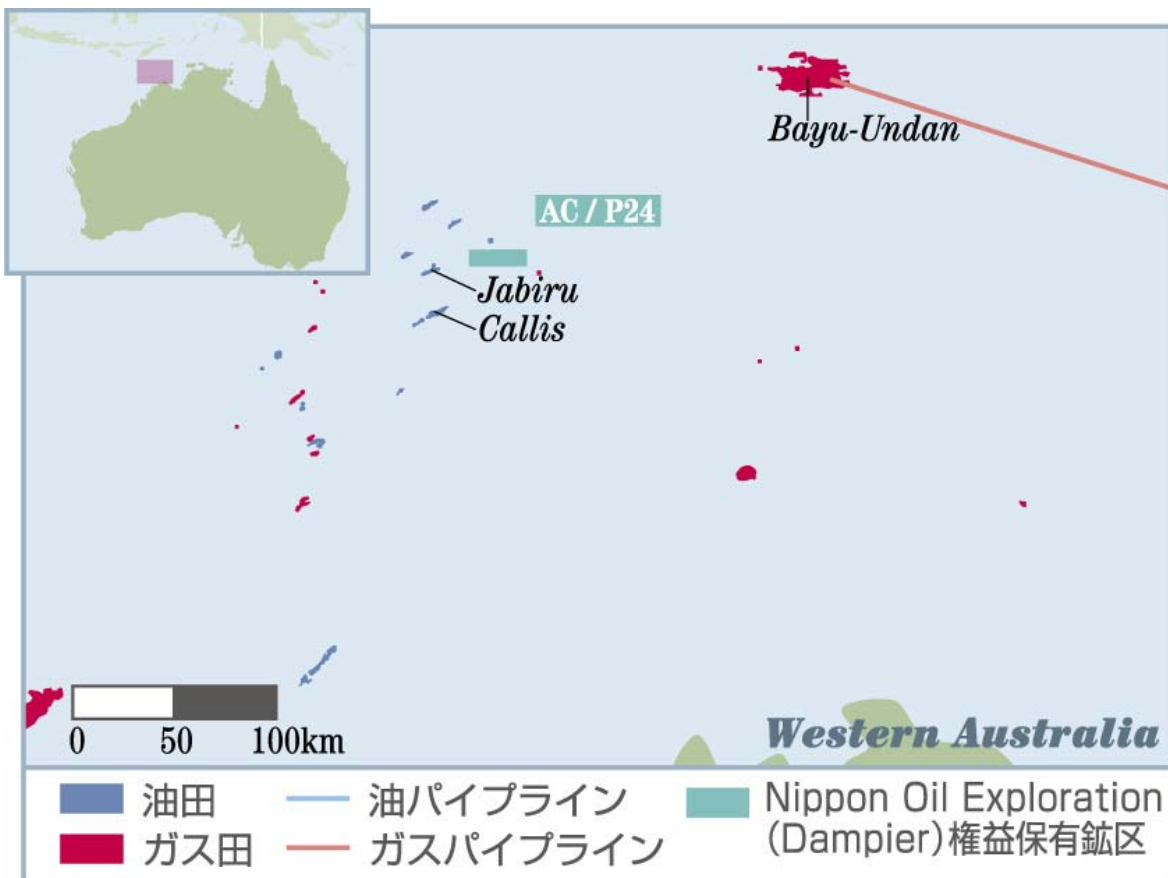 Bayu-Undan
AC / P24
Jabiru
Callis
0 50 100km
Western Australia
油田
ガス田
油パイプライン
ガスパイプライン
Nippon Oil Exploration
(Dampier)権益保有鉱区